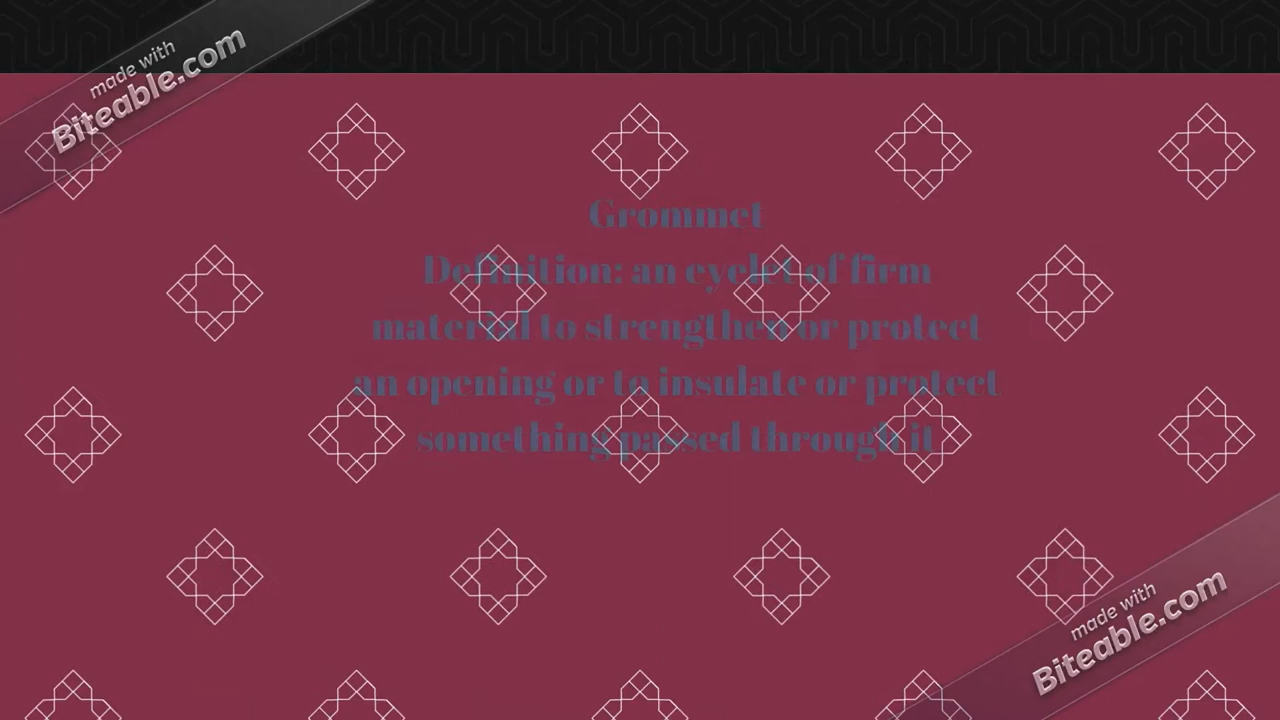 made with
Biteable.com
Grommet
Definition: an eyelet of firm
material to strengthen or protect
an opening or to insulate or protect
something passed through it
made with
Biteable.com